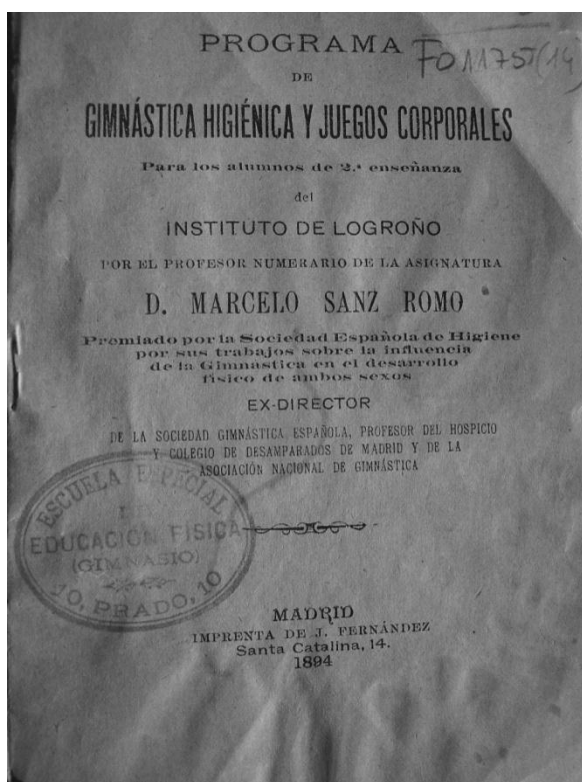 PROGRAMA
DE
GIMNÁSTICA HIGIÉNICA Y JUEGOS CORPORALES
Para los alumnos de 2.ª enseñanza
del
INSTITUTO DE LOGROÑO
POR EL PROFESOR NUMERARIO DE LA ASIGNATURA
D. MARCELO SANZ ROMO
Premiado por la Sociedad Española de Higiene
por sus trabajos sobre la influencia
de la Gimnastica en el desarrollo
físico de ambos sexos
EX-DIRECTOR
DE LA SOCIEDAD GIMNÁSTICA ESPAÑOLA, PROFESOR DEL HOSPICIO
Y COLEGIO DE DESAMPARADOS DE MADRID Y DE LA
ASOCIACIÓN NACIONAL DE GIMNÁSTICA
ESCUELA ESPECIAL
EDUCACIÓN FISICA
(GIMNASIO)
10, PRADO, 10
MADRID
IMPRENTA DE J. FERNÁNDEZ
Santa Catalina, 14.
1894